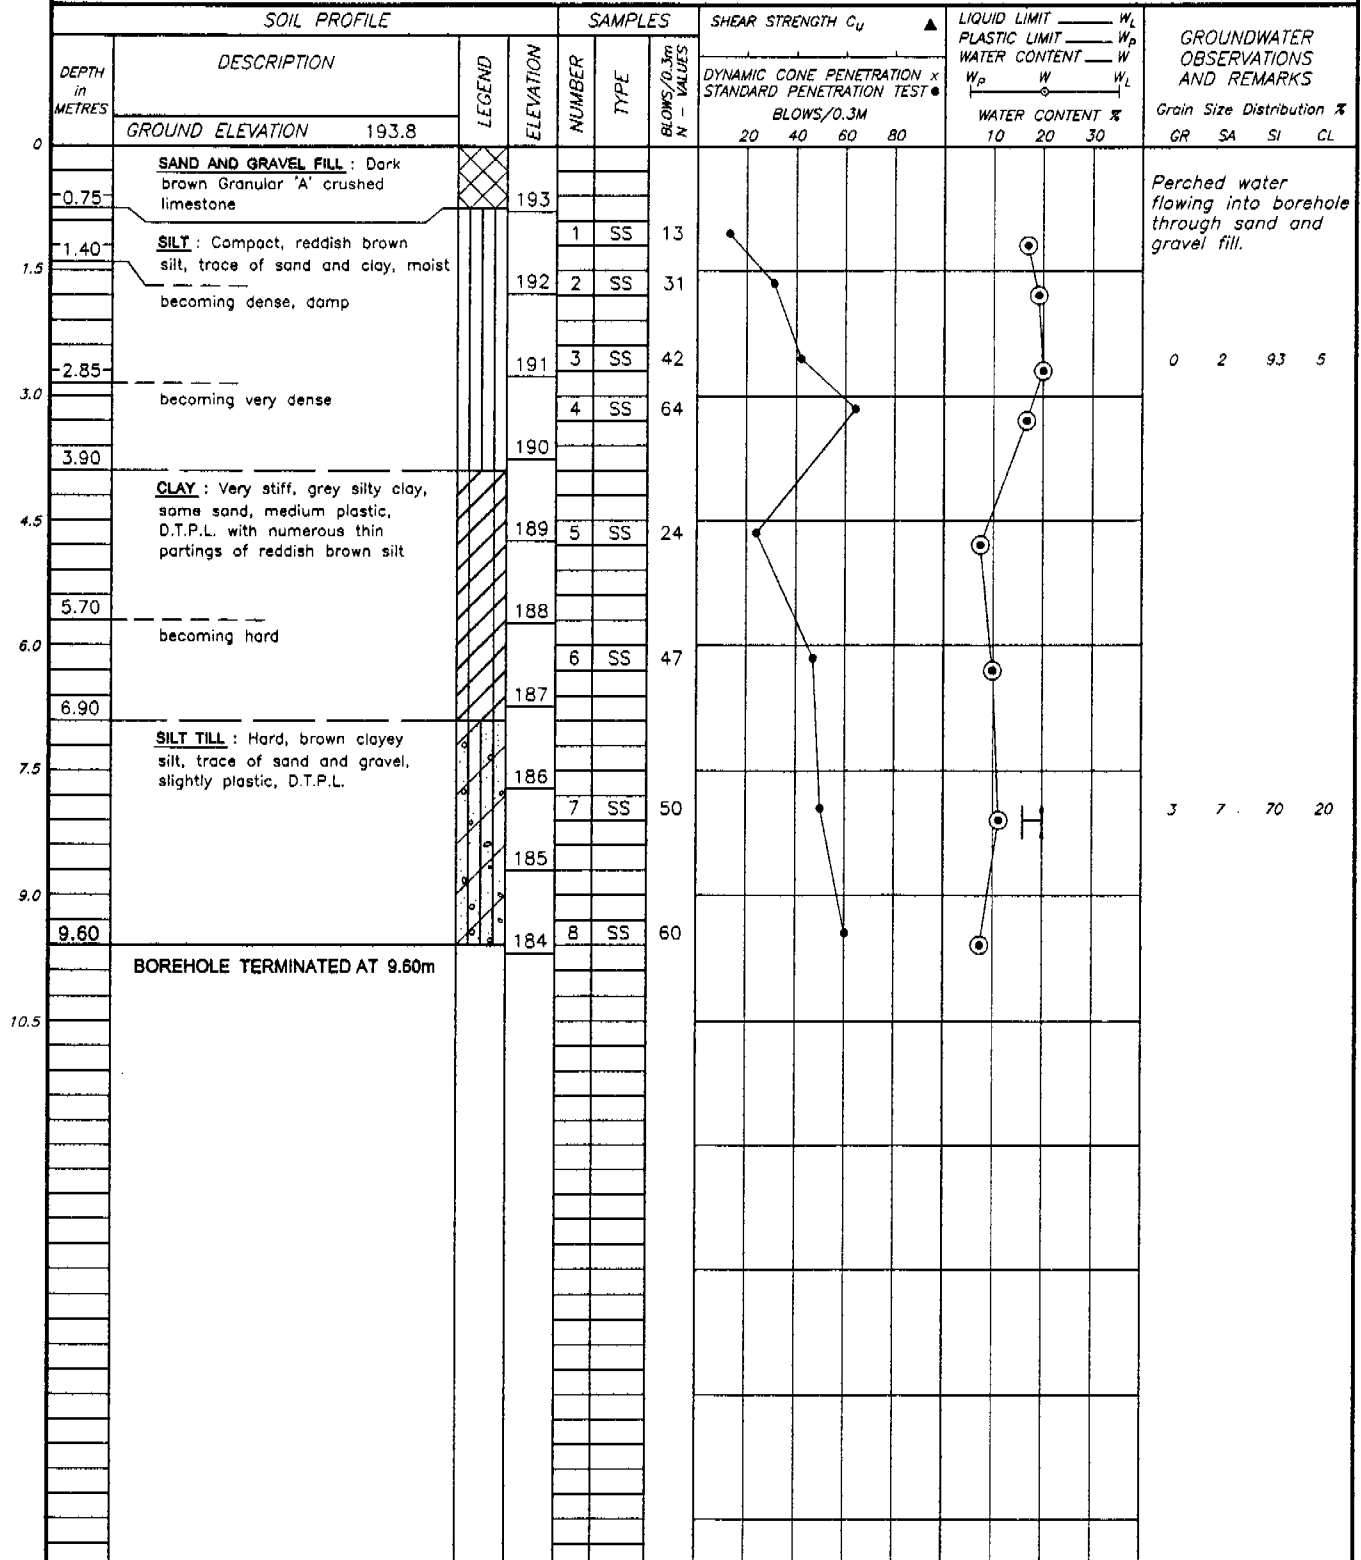 SOIL PROFILE
SAMPLES
DEPTH in METRES
DESCRIPTION
GROUND ELEVATION 193.8
LEGEND
ELEVATION
NUMBER
TYPE
BLOWS/0.3m
N - VALUES
SHEAR STRENGTH Cu ▲
DYNAMIC CONE PENETRATION x
STANDARD PENETRATION TEST ●
BLOWS/0.3M
20 40 60 80
LIQUID LIMIT WL
PLASTIC LIMIT WP
WATER CONTENT W
WP W WL
WATER CONTENT %
10 20 30
GROUNDWATER
OBSERVATIONS
AND REMARKS
Grain Size Distribution %
GR SA SI CL
0
SAND AND GRAVEL FILL : Dark
brown Granular 'A' crushed
limestone
0.75
193
Perched water
flowing into borehole
through sand and
gravel fill.
1 SS 13
SILT : Compact, reddish brown
silt, trace of sand and clay, moist
1.40
1.5
192
2 SS 31
becoming dense, damp
191
3 SS 42
0 2 93 5
2.85
3.0
becoming very dense
4 SS 64
190
3.90
CLAY : Very stiff, grey silty clay,
some sand, medium plastic,
D.T.P.L. with numerous thin
partings of reddish brown silt
4.5
189
5 SS 24
5.70
188
becoming hard
6.0
6 SS 47
187
6.90
SILT TILL : Hard, brown clayey
silt, trace of sand and gravel,
slightly plastic, D.T.P.L.
7.5
186
7 SS 50
3 7 70 20
185
9.0
9.60
184
8 SS 60
BOREHOLE TERMINATED AT 9.60m
10.5